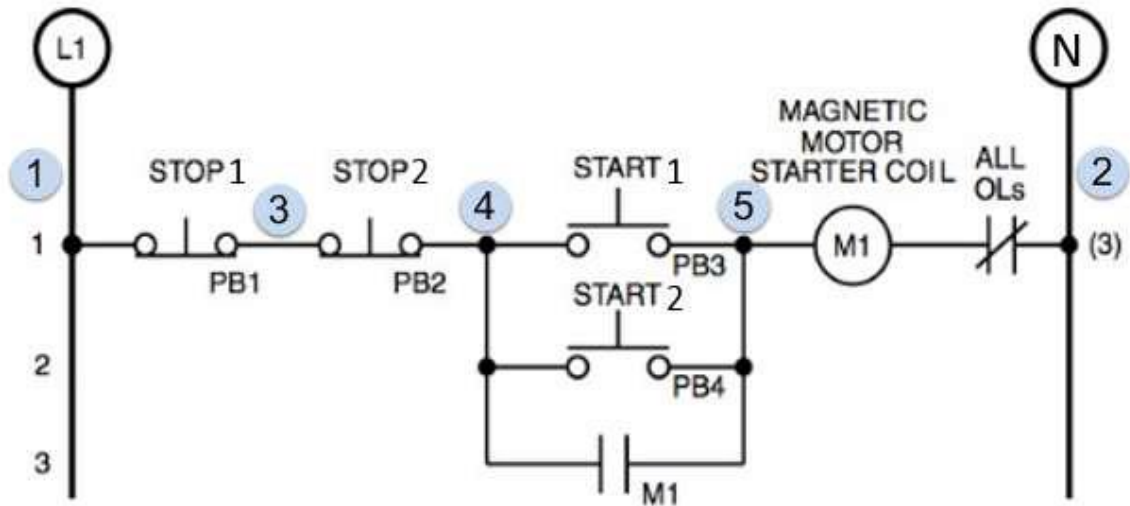 L1
N
MAGNETIC
MOTOR
STARTER COIL
ALL
OLs
1
STOP 1
3
STOP 2
4
START 1
5
2
1
PB1
PB2
PB3
M1
(3)
START 2
2
PB4
3
M1